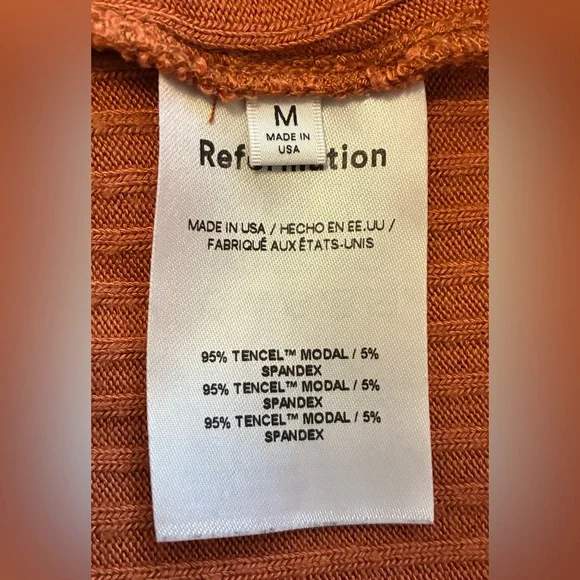 M
MADE IN
USA
Reformation
MADE IN USA / HECHO EN EE.UU /
FABRIQUÉ AUX ÉTATS-UNIS
95% TENCEL™ MODAL / 5%
SPANDEX
95% TENCEL™ MODAL / 5%
SPANDEX
95% TENCEL™ MODAL / 5%
SPANDEX